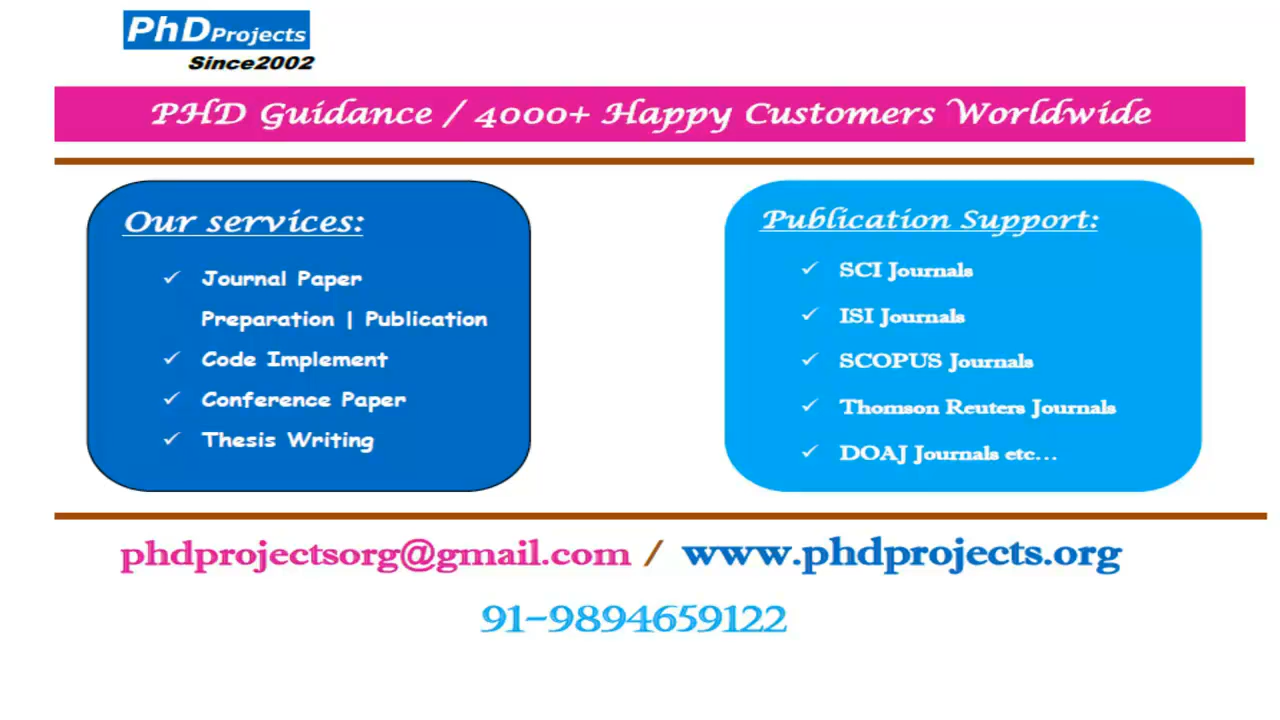 PhDProjects
Since2002
PHD Guidance / 4000+ Happy Customers Worldwide
Our services:
✓ Journal Paper
Preparation | Publication
✓ Code Implement
✓ Conference Paper
✓ Thesis Writing
Publication Support:
✓ SCI Journals
✓ ISI Journals
✓ SCOPUS Journals
✓ Thomson Reuters Journals
✓ DOAJ Journals etc...
phdprojectsorg@gmail.com / www.phdprojects.org
91-9894659122